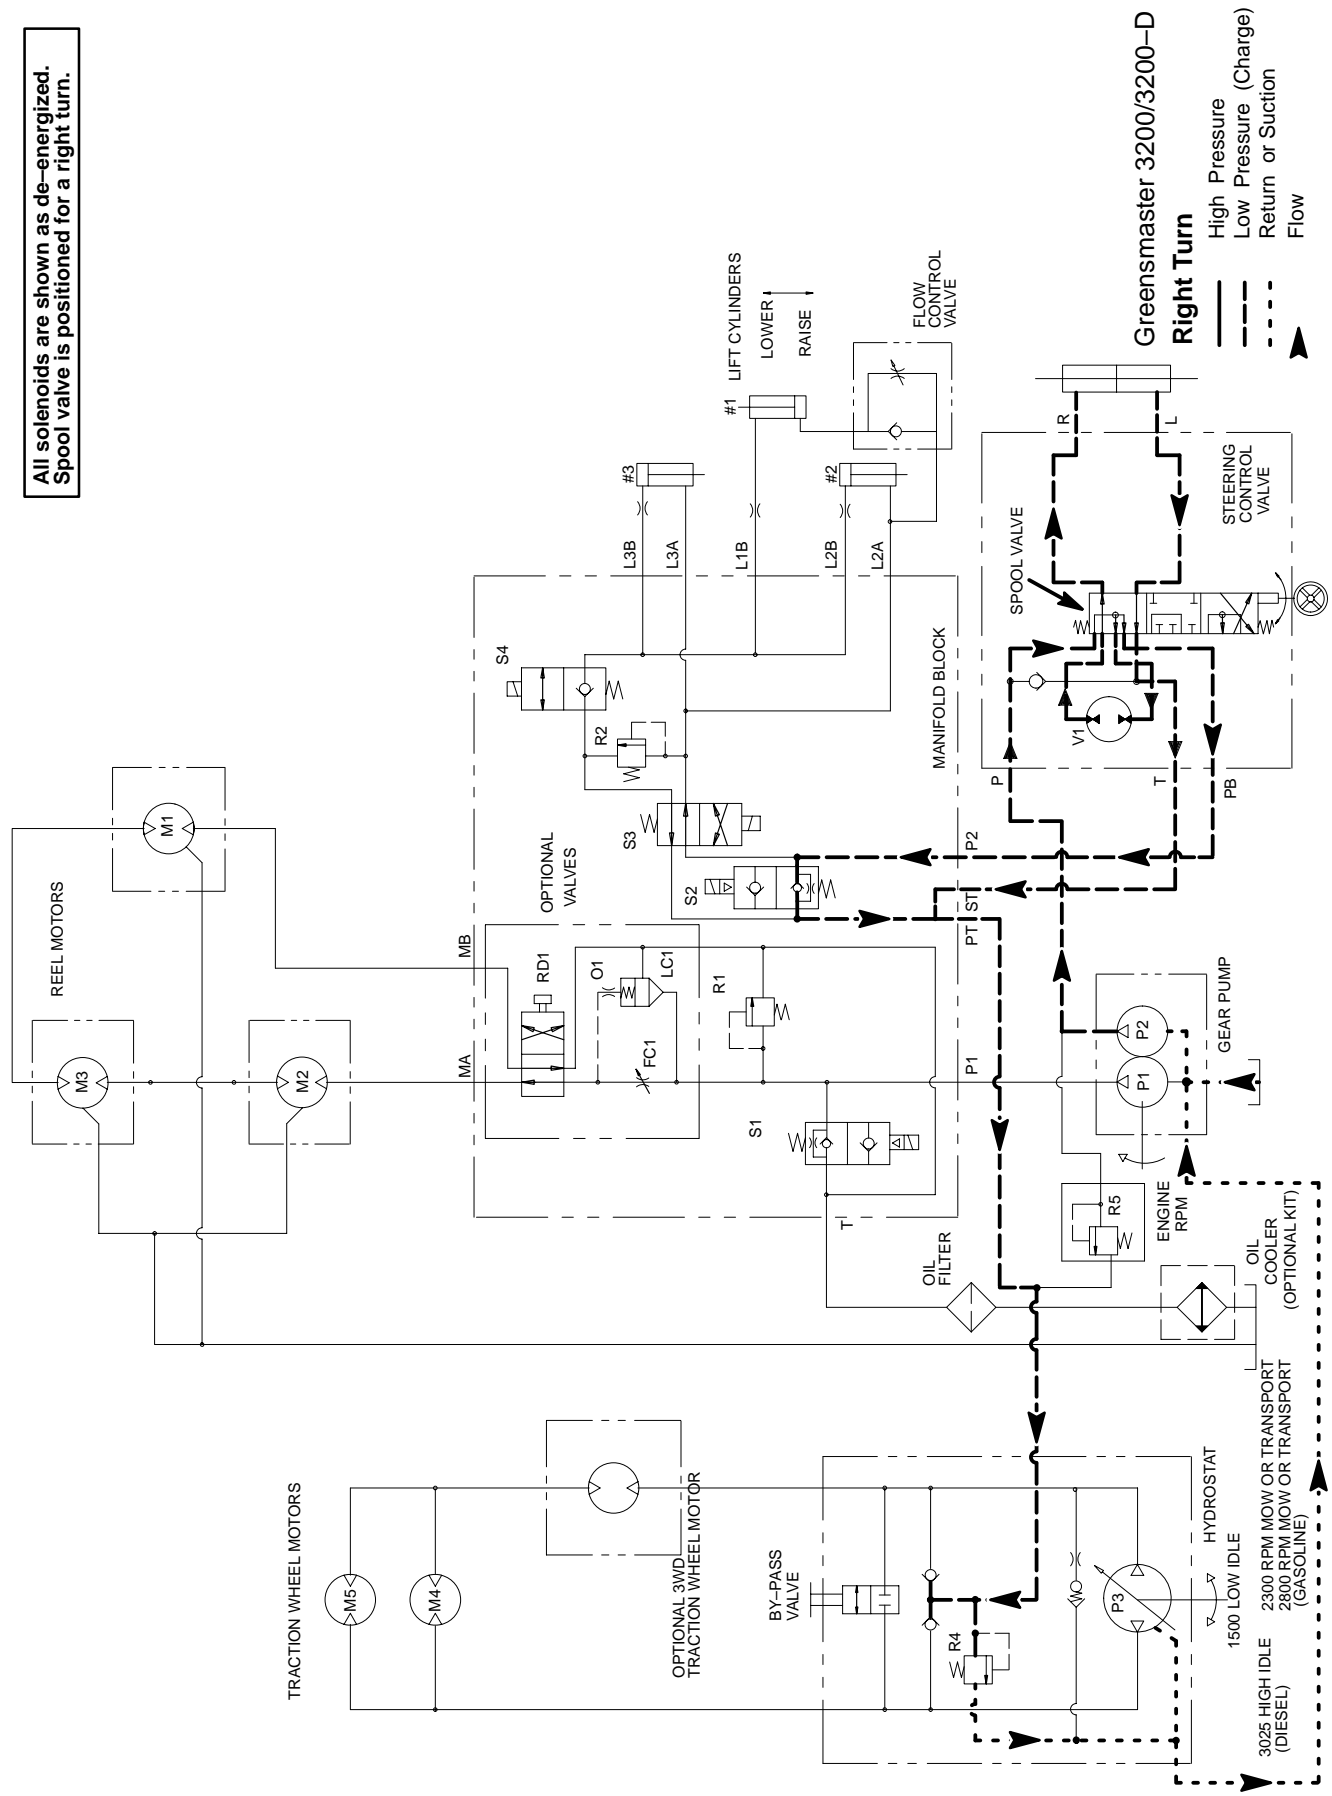 All solenoids are shown as de–energized.
Spool valve is positioned for a right turn.
TRACTION WHEEL MOTORS
M5
M4
OPTIONAL 3WD
TRACTION WHEEL MOTOR
BY–PASS
VALVE
R4
P3
HYDROSTAT
1500 LOW IDLE
3025 HIGH IDLE
(DIESEL)
2300 RPM MOW OR TRANSPORT
2800 RPM MOW OR TRANSPORT
(GASOLINE)
REEL MOTORS
M3
M2
M1
MA
MB
OPTIONAL
VALVES
RD1
O1
LC1
FC1
R1
S1
T
OIL
FILTER
OIL
COOLER
(OPTIONAL KIT)
ENGINE
RPM
R5
P1
P2
GEAR PUMP
P1
PT
ST
P2
S2
S3
R2
S4
MANIFOLD BLOCK
L3B
L3A
L1B
L2B
L2A
#3
#1
#2
LIFT CYLINDERS
LOWER
RAISE
FLOW
CONTROL
VALVE
P
T
PB
V1
SPOOL VALVE
STEERING
CONTROL
VALVE
R
L
Greensmaster 3200/3200–D
Right Turn
High Pressure
Low Pressure (Charge)
Return or Suction
Flow